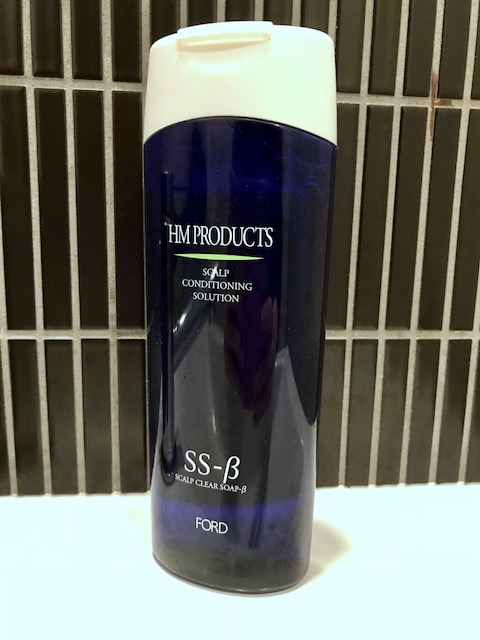 HM PRODUCTS
SCALP
CONDITIONING
SOLUTION
SS-β
SCALP CLEAR SOAP-β
FORD